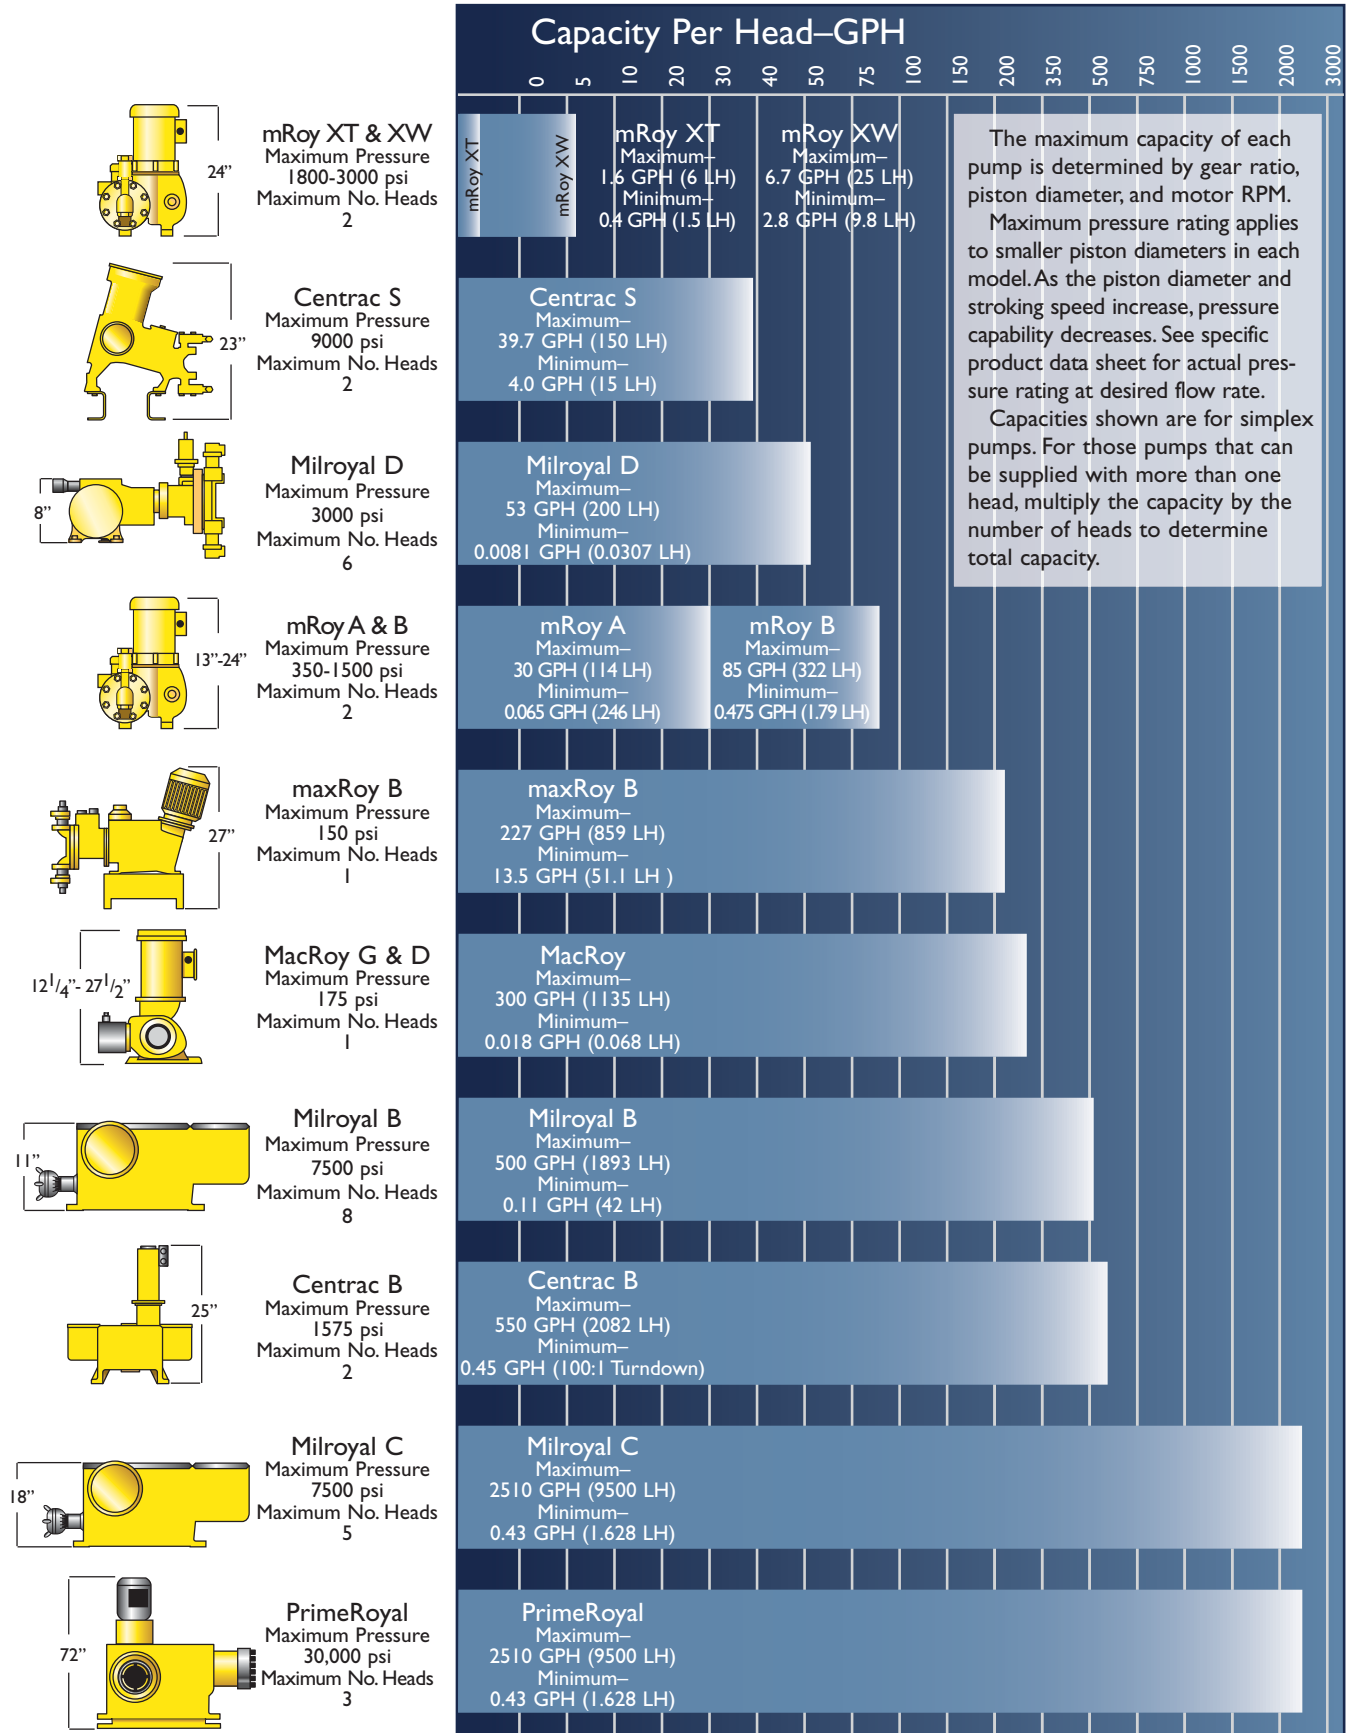 Capacity Per Head–GPH
0 5 10 20 30 40 50 75 100 150 200 350 500 750 1000 1500 2000 3000
24”
mRoy XT & XW
Maximum Pressure
1800-3000 psi
Maximum No. Heads
2
mRoy XT
mRoy XW
mRoy XT
Maximum–
1.6 GPH (6 LH)
Minimum–
0.4 GPH (1.5 LH)
mRoy XW
Maximum–
6.7 GPH (25 LH)
Minimum–
2.8 GPH (9.8 LH)
The maximum capacity of each
pump is determined by gear ratio,
piston diameter, and motor RPM.
Maximum pressure rating applies
to smaller piston diameters in each
model. As the piston diameter and
stroking speed increase, pressure
capability decreases. See specific
product data sheet for actual pres-
sure rating at desired flow rate.
Capacities shown are for simplex
pumps. For those pumps that can
be supplied with more than one
head, multiply the capacity by the
number of heads to determine
total capacity.
23”
Centrac S
Maximum Pressure
9000 psi
Maximum No. Heads
2
Centrac S
Maximum–
39.7 GPH (150 LH)
Minimum–
4.0 GPH (15 LH)
8”
Milroyal D
Maximum Pressure
3000 psi
Maximum No. Heads
6
Milroyal D
Maximum–
53 GPH (200 LH)
Minimum–
0.0081 GPH (0.0307 LH)
13”-24”
mRoy A & B
Maximum Pressure
350-1500 psi
Maximum No. Heads
2
mRoy A
Maximum–
30 GPH (114 LH)
Minimum–
0.065 GPH (.246 LH)
mRoy B
Maximum–
85 GPH (322 LH)
Minimum–
0.475 GPH (1.79 LH)
27”
maxRoy B
Maximum Pressure
150 psi
Maximum No. Heads
1
maxRoy B
Maximum–
227 GPH (859 LH)
Minimum–
13.5 GPH (51.1 LH )
12 1/4”- 27 1/2”
MacRoy G & D
Maximum Pressure
175 psi
Maximum No. Heads
1
MacRoy
Maximum–
300 GPH (1135 LH)
Minimum–
0.018 GPH (0.068 LH)
11”
Milroyal B
Maximum Pressure
7500 psi
Maximum No. Heads
8
Milroyal B
Maximum–
500 GPH (1893 LH)
Minimum–
0.11 GPH (42 LH)
25”
Centrac B
Maximum Pressure
1575 psi
Maximum No. Heads
2
Centrac B
Maximum–
550 GPH (2082 LH)
Minimum–
0.45 GPH (100:1 Turndown)
18”
Milroyal C
Maximum Pressure
7500 psi
Maximum No. Heads
5
Milroyal C
Maximum–
2510 GPH (9500 LH)
Minimum–
0.43 GPH (1.628 LH)
72”
PrimeRoyal
Maximum Pressure
30,000 psi
Maximum No. Heads
3
PrimeRoyal
Maximum–
2510 GPH (9500 LH)
Minimum–
0.43 GPH (1.628 LH)